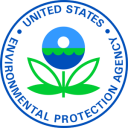 UNITED STATES
ENVIRONMENTAL PROTECTION AGENCY